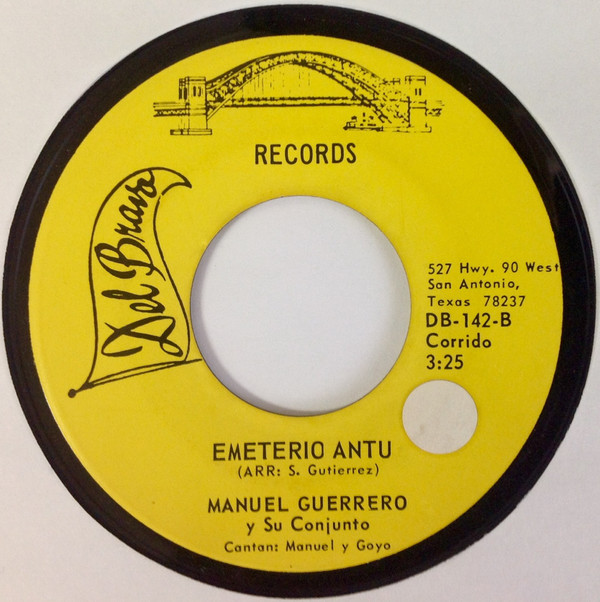 RECORDS
Del Bravo
527 Hwy. 90 West
San Antonio,
Texas 78237
DB-142-B
Corrido
3:25
EMETERIO ANTU
(ARR: S. Gutierrez)
MANUEL GUERRERO
y Su Conjunto
Cantan: Manuel y Goyo